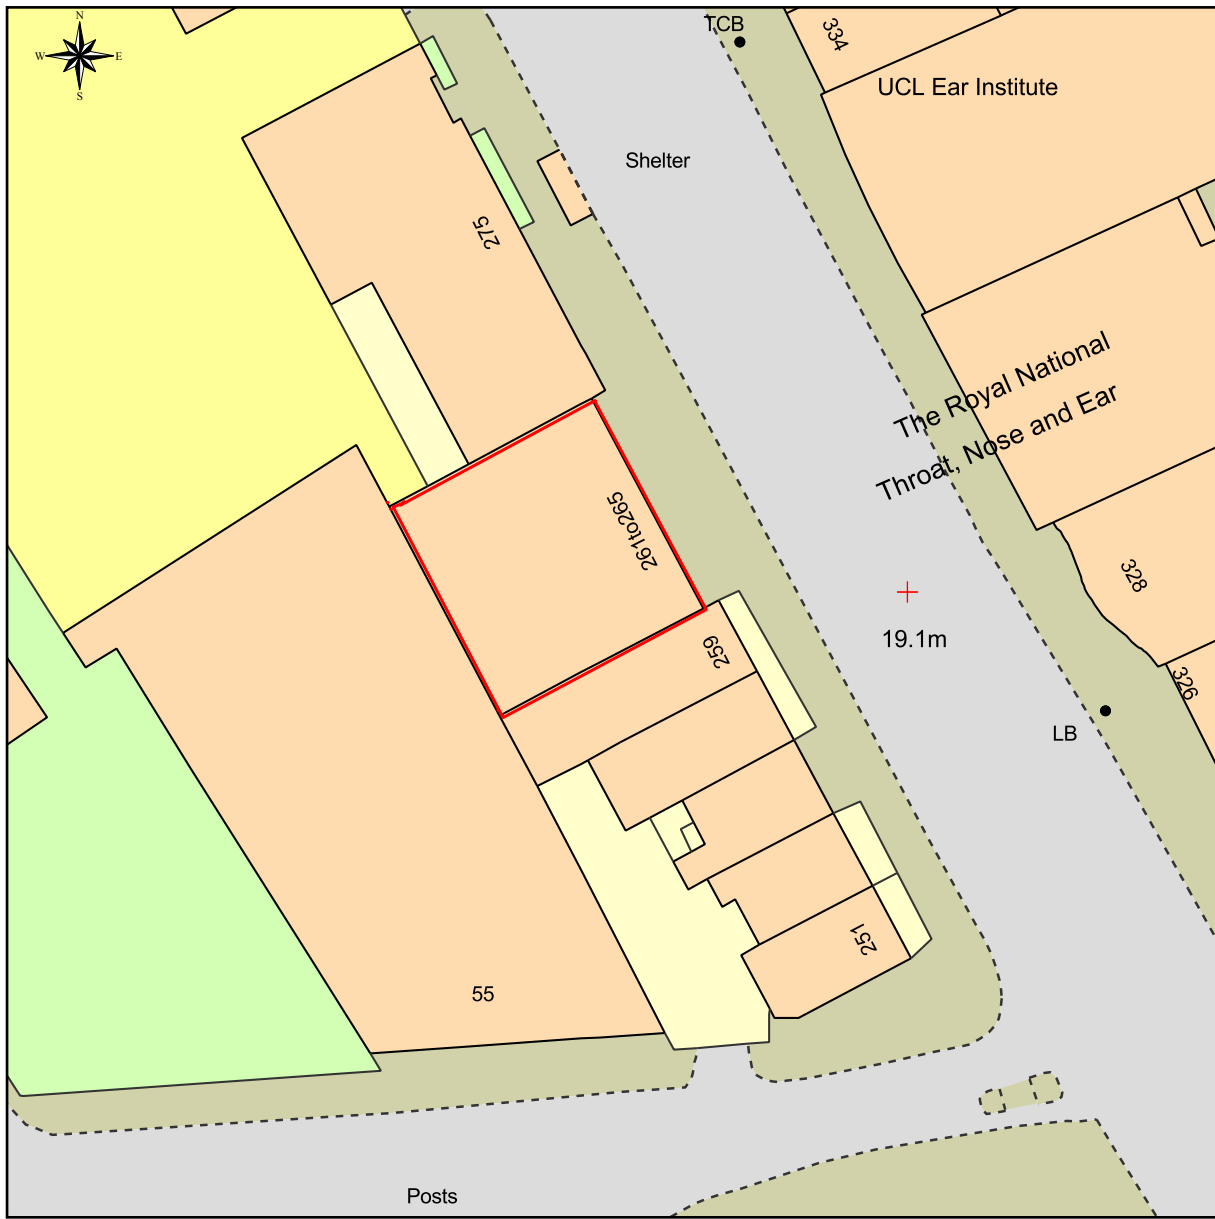 N
W E
S
TCB
334
UCL Ear Institute
Shelter
275
The Royal National
Throat, Nose and Ear
261to265
328
19.1m
259
326
LB
251
55
Posts